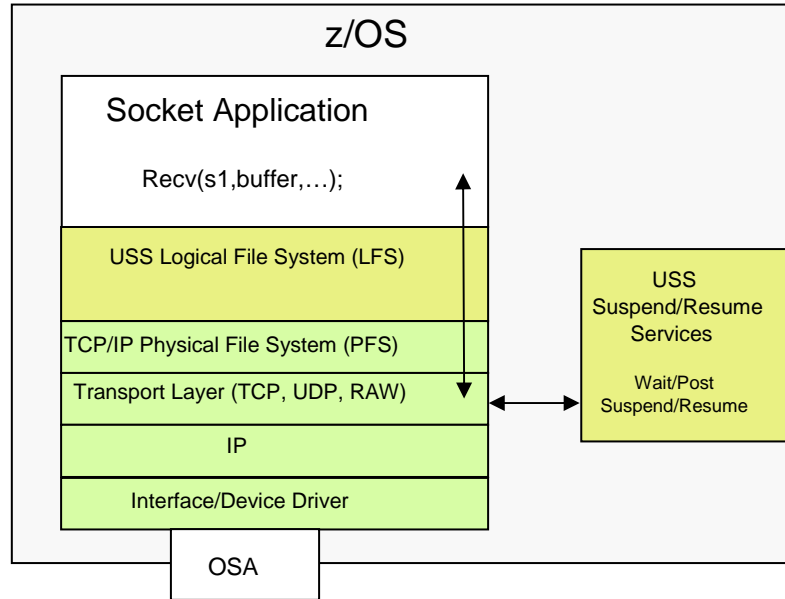 z/OS
Socket Application
Recv(s1,buffer,…);
USS Logical File System (LFS)
TCP/IP Physical File System (PFS)
Transport Layer (TCP, UDP, RAW)
IP
Interface/Device Driver
OSA
USS
Suspend/Resume
Services
Wait/Post
Suspend/Resume